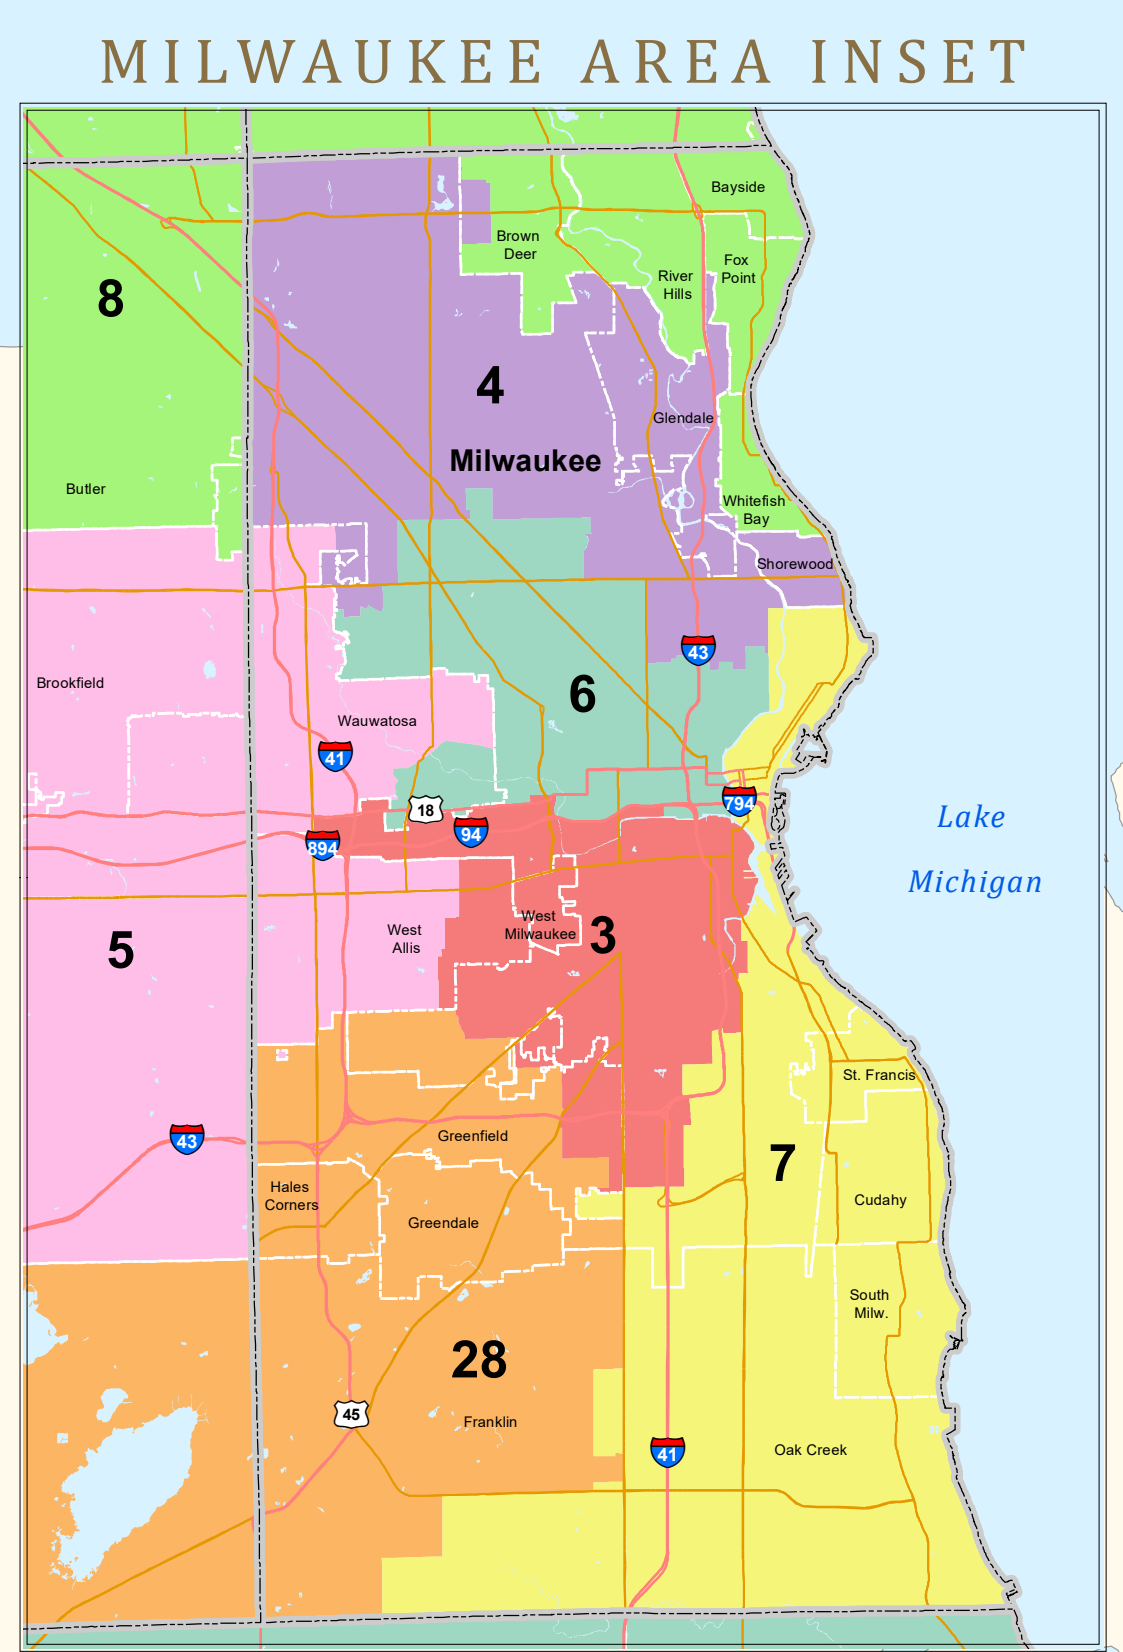 MILWAUKEE AREA INSET
Bayside
Brown
Deer
Fox
Point
River
Hills
8
4
Glendale
Milwaukee
Butler
Whitefish
Bay
Shorewood
43
Brookfield
6
Wauwatosa
41
18
794
94
894
Lake
Michigan
5
West
Allis
West
Milwaukee
3
St. Francis
43
Greenfield
7
Hales
Corners
Cudahy
Greendale
South
Milw.
28
45
Franklin
41
Oak Creek